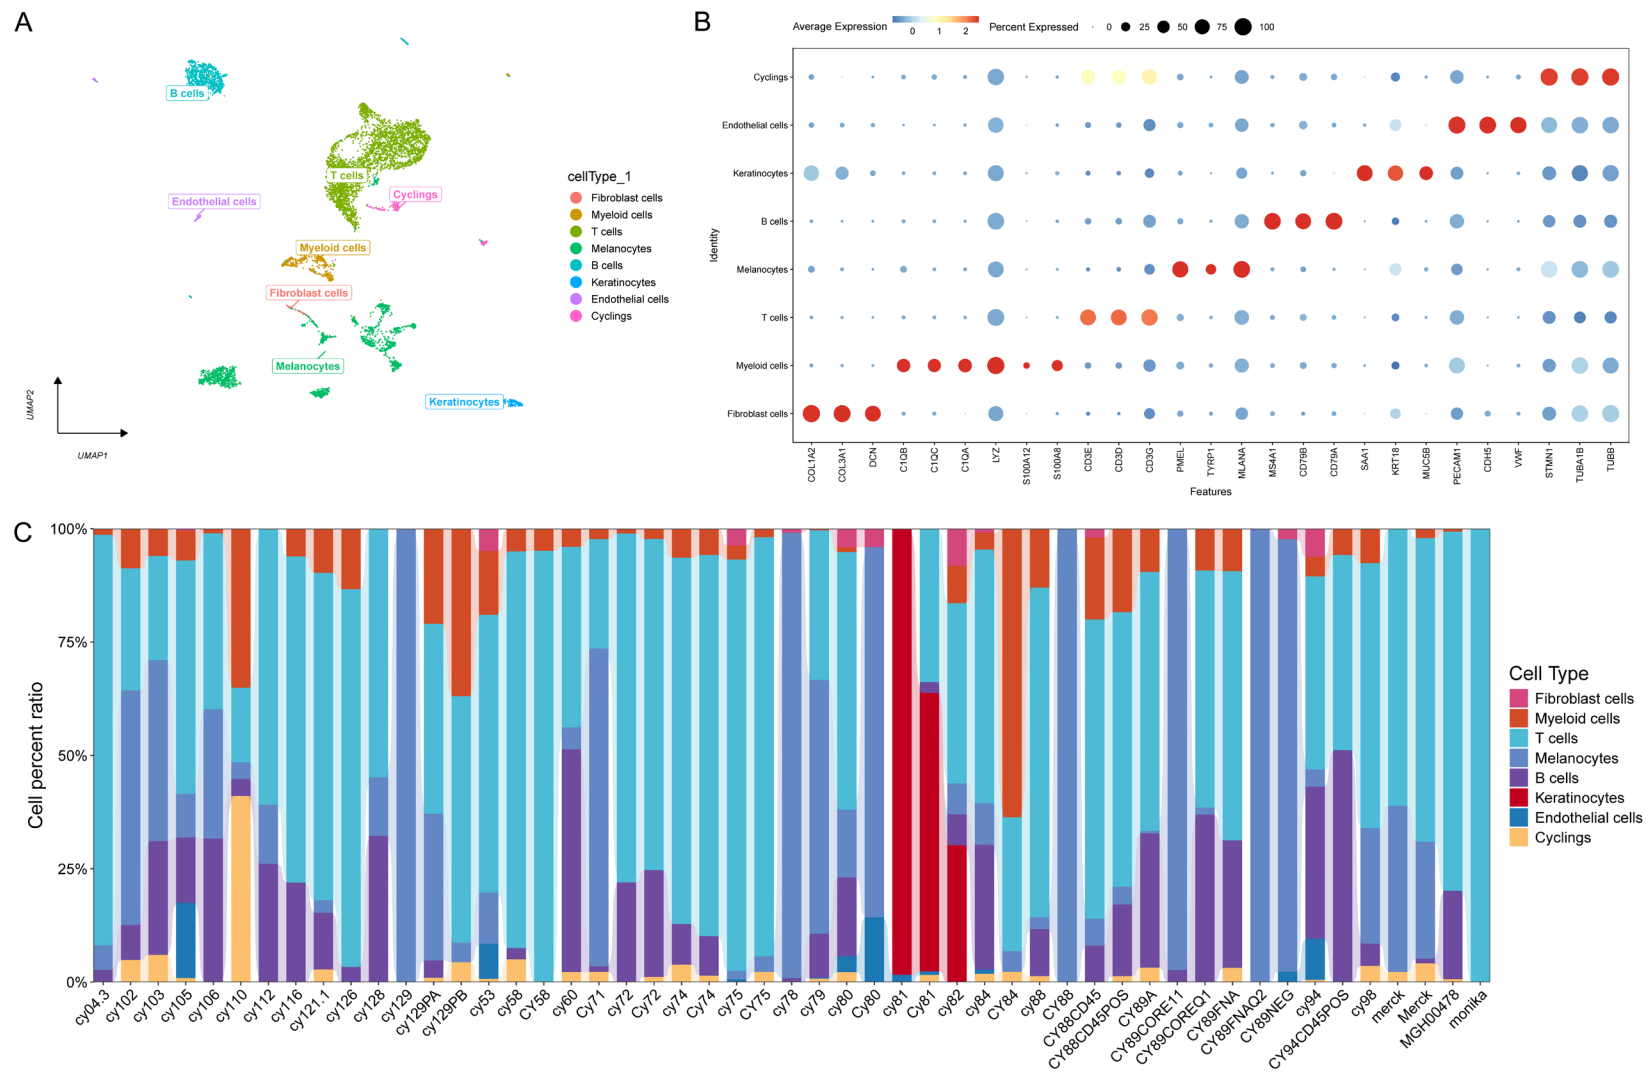 A
B cells
T cells
Cyclings
Endothelial cells
Myeloid cells
Fibroblast cells
Melanocytes
Keratinocytes
UMAP2
UMAP1
cellType_1
Fibroblast cells
Myeloid cells
T cells
Melanocytes
B cells
Keratinocytes
Endothelial cells
Cyclings
B
Average Expression
0 1 2
Percent Expressed
0 25 50 75 100
Identity
Cyclings
Endothelial cells
Keratinocytes
B cells
Melanocytes
T cells
Myeloid cells
Fibroblast cells
COL1A2
COL3A1
DCN
C1QB
C1QC
C1QA
LYZ
S100A12
S100A8
CD3E
CD3D
CD3G
PMEL
TYRP1
MLANA
MS4A1
CD79B
CD79A
SAA1
KRT18
MUC5B
PECAM1
CDH5
VWF
STMN1
TUBA1B
TUBB
Features
C
Cell percent ratio
100%
75%
50%
25%
0%
cy04.3
cy102
cy103
cy105
cy106
cy110
cy112
cy116
cy121.1
cy126
cy128
cy129
cy129PA
cy129PB
cy53
cy58
CY58
cy60
Cy71
cy72
Cy72
cy74
Cy74
cy75
CY75
cy78
cy79
cy80
Cy80
cy81
Cy81
cy82
cy84
CY84
cy88
CY88
CY88CD45
CY88CD45POS
CY89A
CY89CORE11
CY89COREQ1
CY89FNA
CY89FNAQ2
CY89NEG
cy94
CY94CD45POS
cy98
merck
Merck
MGH00478
monika
Cell Type
Fibroblast cells
Myeloid cells
T cells
Melanocytes
B cells
Keratinocytes
Endothelial cells
Cyclings